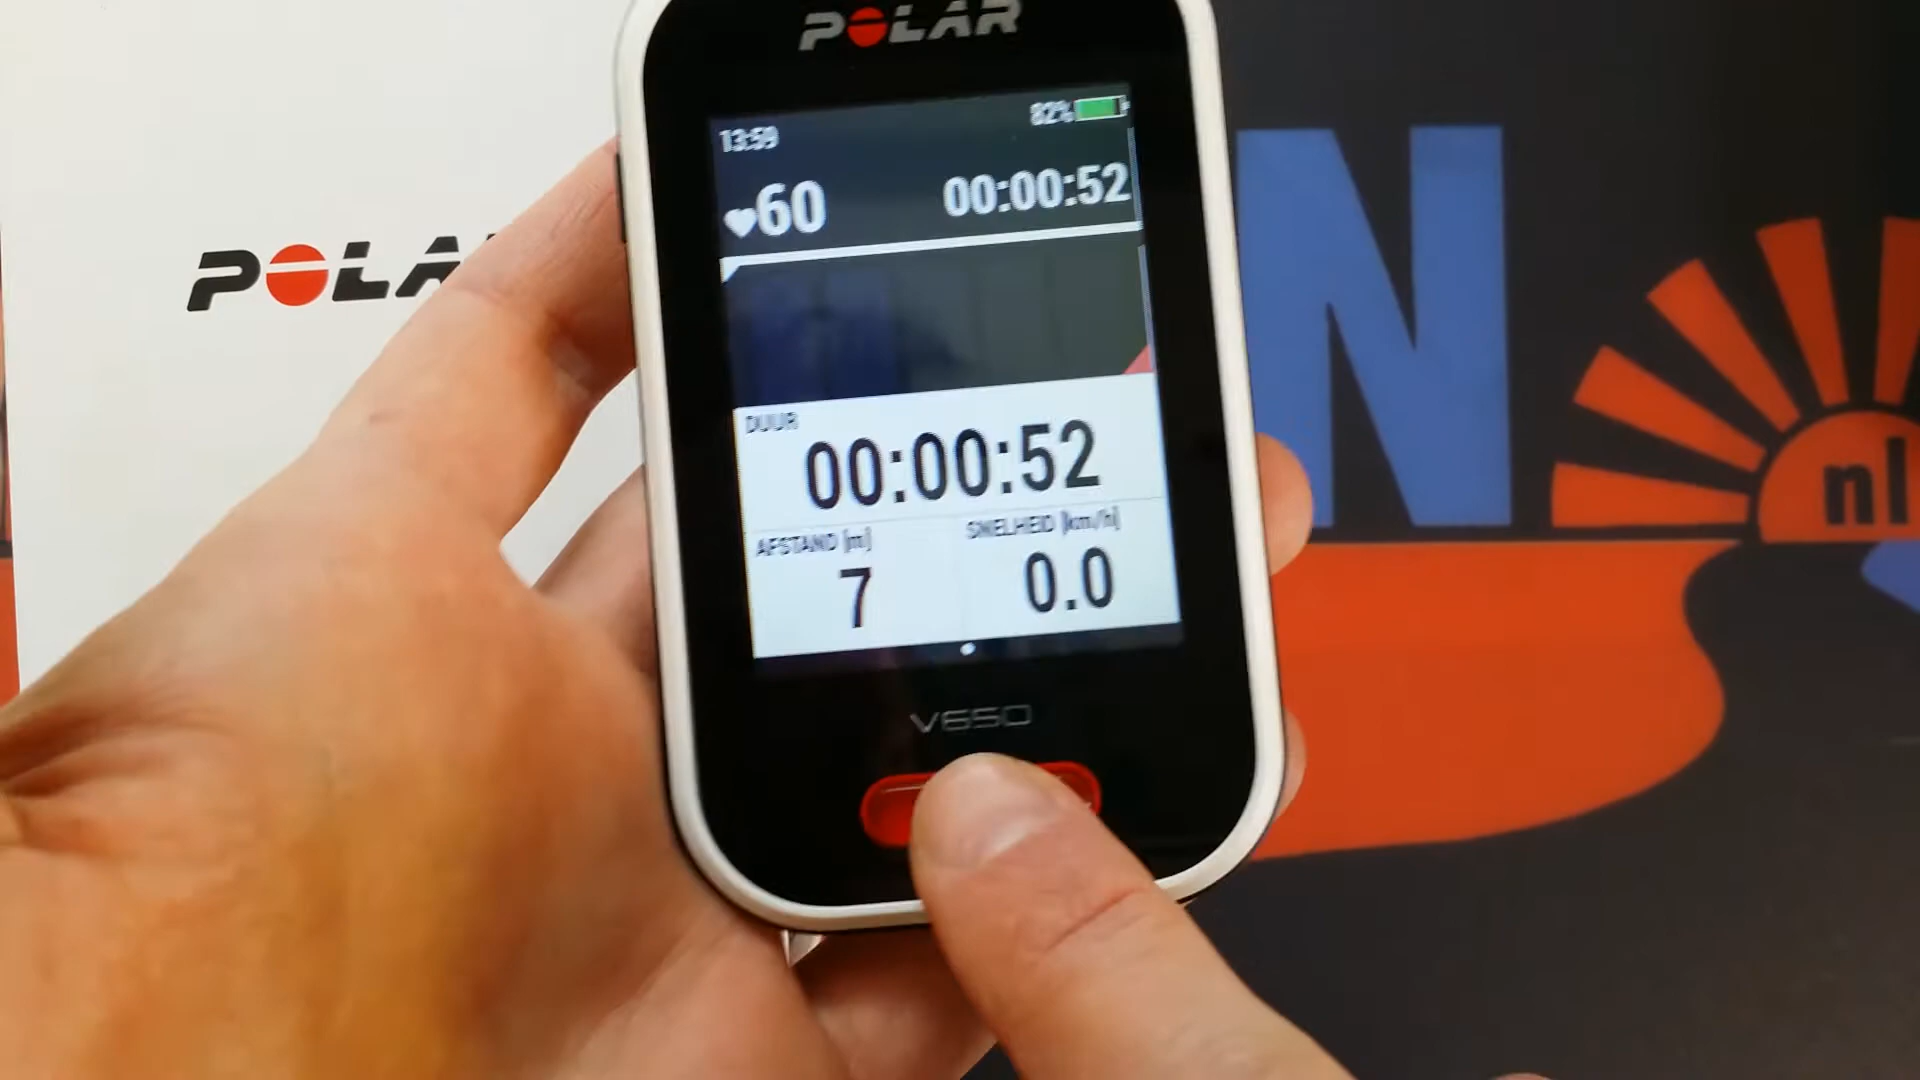 POLAR
82%
13:59
60
00:00:52
DUUR
00:00:52
AFSTAND [m]
SNELHEID [km/h]
7
0.0
V650
POLA
N
nl